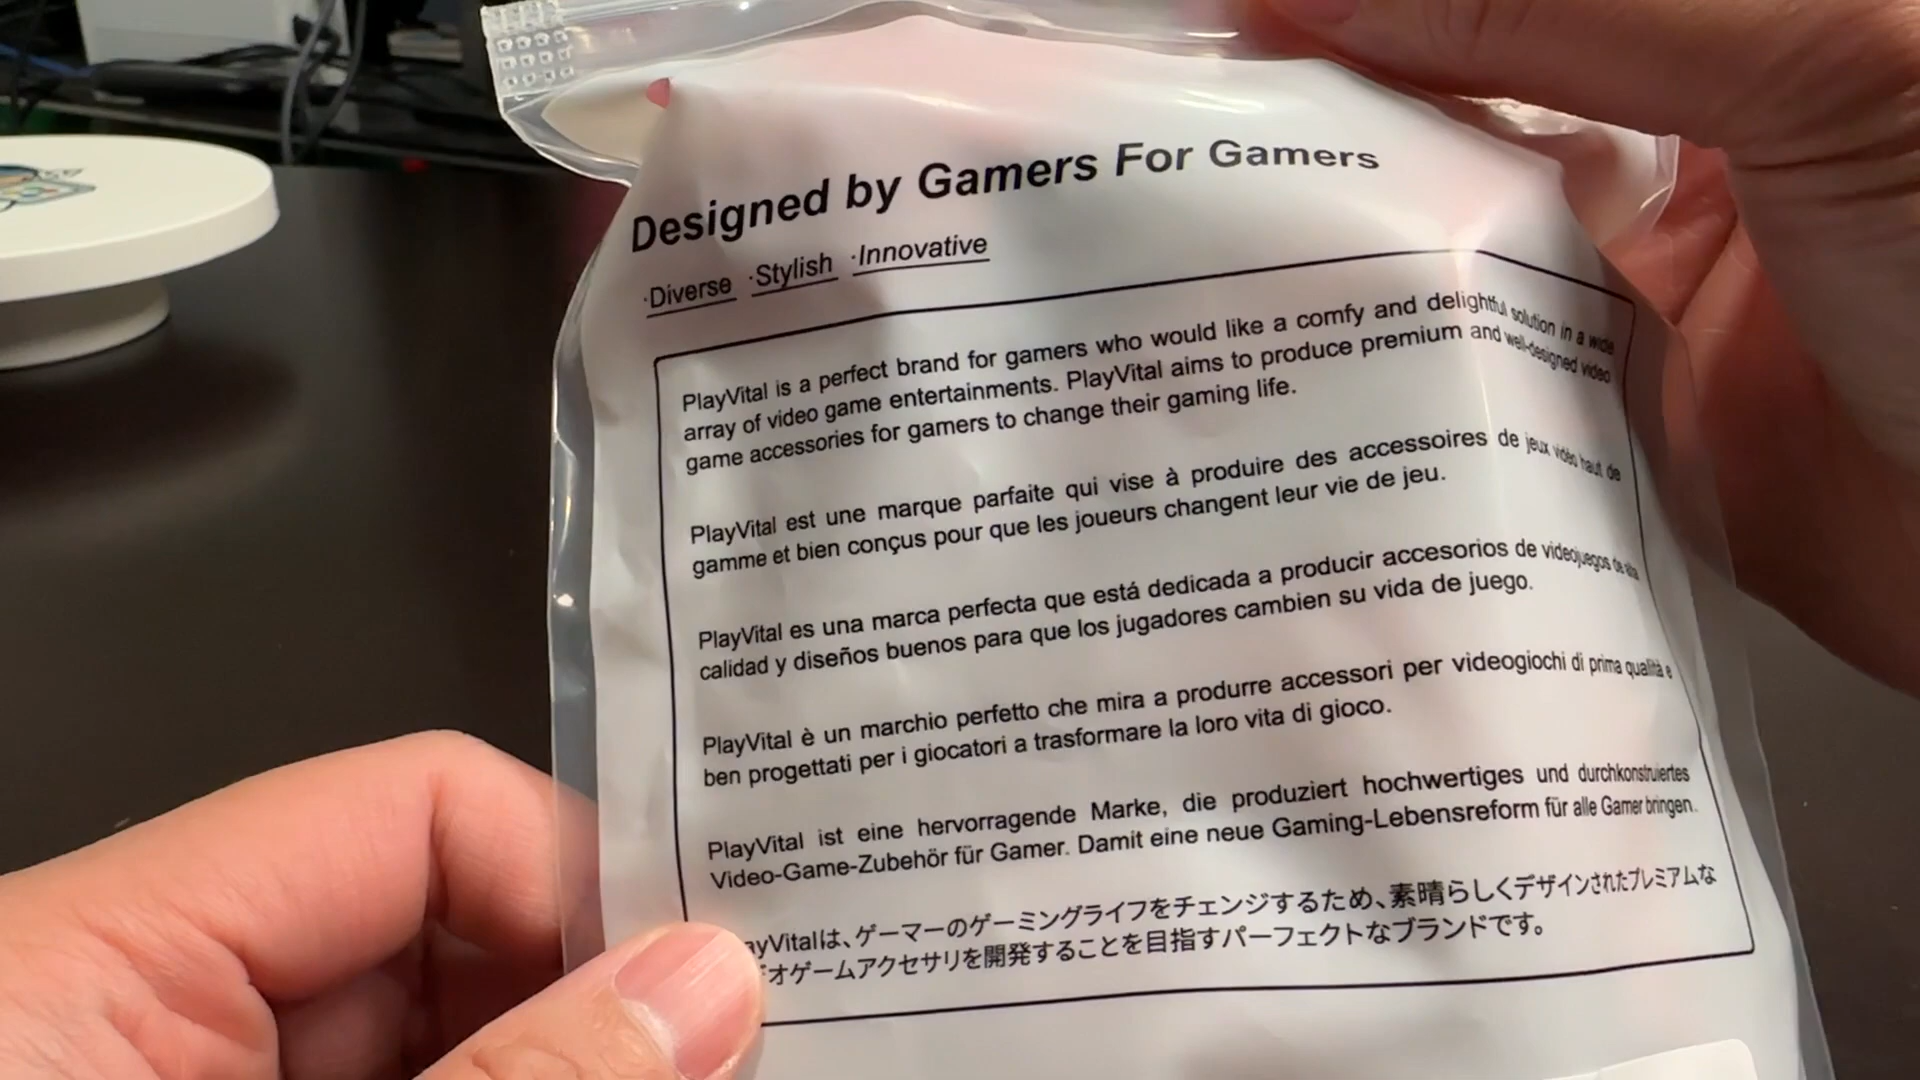 Designed by Gamers For Gamers
·Diverse ·Stylish ·Innovative
PlayVital is a perfect brand for gamers who would like a comfy and delightful solution in a wide
array of video game entertainments. PlayVital aims to produce premium and well-designed video
game accessories for gamers to change their gaming life.
PlayVital est une marque parfaite qui vise à produire des accessoires de jeux vidéo haut de
gamme et bien conçus pour que les joueurs changent leur vie de jeu.
PlayVital es una marca perfecta que está dedicada a producir accesorios de videojuegos de alta
calidad y diseños buenos para que los jugadores cambien su vida de juego.
PlayVital è un marchio perfetto che mira a produrre accessori per videogiochi di prima qualità e
ben progettati per i giocatori a trasformare la loro vita di gioco.
PlayVital ist eine hervorragende Marke, die produziert hochwertiges und durchkonstruiertes
Video-Game-Zubehör für Gamer. Damit eine neue Gaming-Lebensreform für alle Gamer bringen.
ayVitalは、ゲーマーのゲーミングライフをチェンジするため、素晴らしくデザインされたプレミアムな
オゲームアクセサリを開発することを目指すパーフェクトなブランドです。